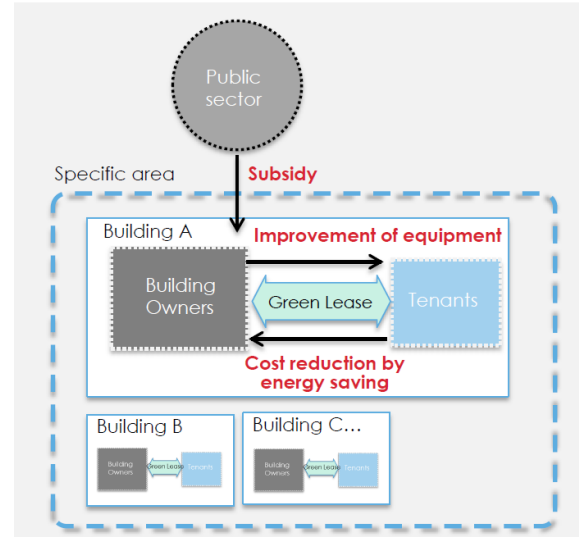 Public
sector
Specific area
Subsidy
Building A
Improvement of equipment
Building
Owners
Green Lease
Tenants
Cost reduction by
energy saving
Building B
Building C...
Building
Owners
Green Lease
Tenants
Building
Owners
Green Lease
Tenants